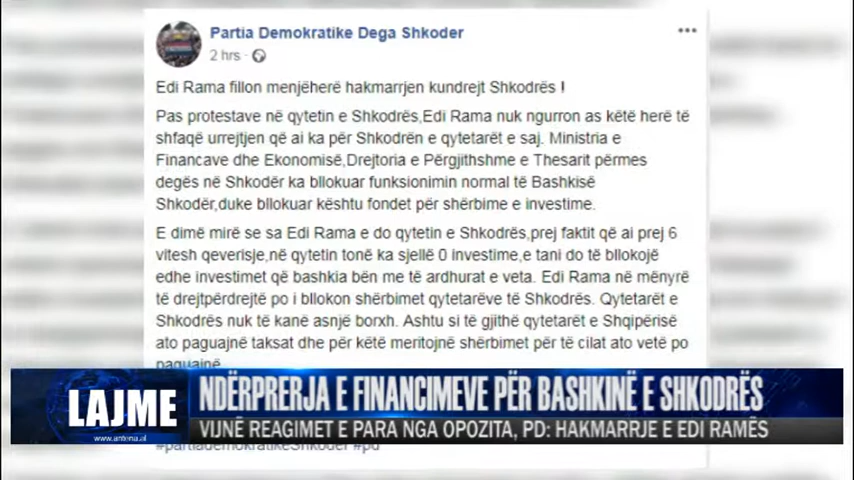 Partia Demokratike Dega Shkoder
2 hrs ·
Edi Rama fillon menjëherë hakmarrjen kundrejt Shkodrës !
Pas protestave në qytetin e Shkodrës,Edi Rama nuk ngurron as këtë herë të
shfaqë urrejtjen që ai ka për Shkodrën e qytetarët e saj. Ministria e
Financave dhe Ekonomisë,Drejtoria e Përgjithshme e Thesarit përmes
degës në Shkodër ka bllokuar funksionimin normal të Bashkisë
Shkodër,duke bllokuar kështu fondet për shërbime e investime.
E dimë mirë se sa Edi Rama e do qytetin e Shkodrës,prej faktit që ai prej 6
vitesh qeverisje,në qytetin tonë ka sjellë 0 investime,e tani do të bllokojë
edhe investimet që bashkia bën me të ardhurat e veta. Edi Rama në mënyrë
të drejtpërdrejtë po i bllokon shërbimet qytetarëve të Shkodrës. Qytetarët e
Shkodrës nuk të kanë asnjë borxh. Ashtu si të gjithë qytetarët e Shqipërisë
ato paguajnë taksat dhe për këtë meritojnë shërbimet për të cilat ato vetë po
paguajnë
LAJME
www.antena.al
NDËRPRERJA E FINANCIMEVE PËR BASHKINË E SHKODRËS
VIJNË REAGIMET E PARA NGA OPOZITA, PD: HAKMARRJE E EDI RAMËS
#partiademokratikeShkoder #pd